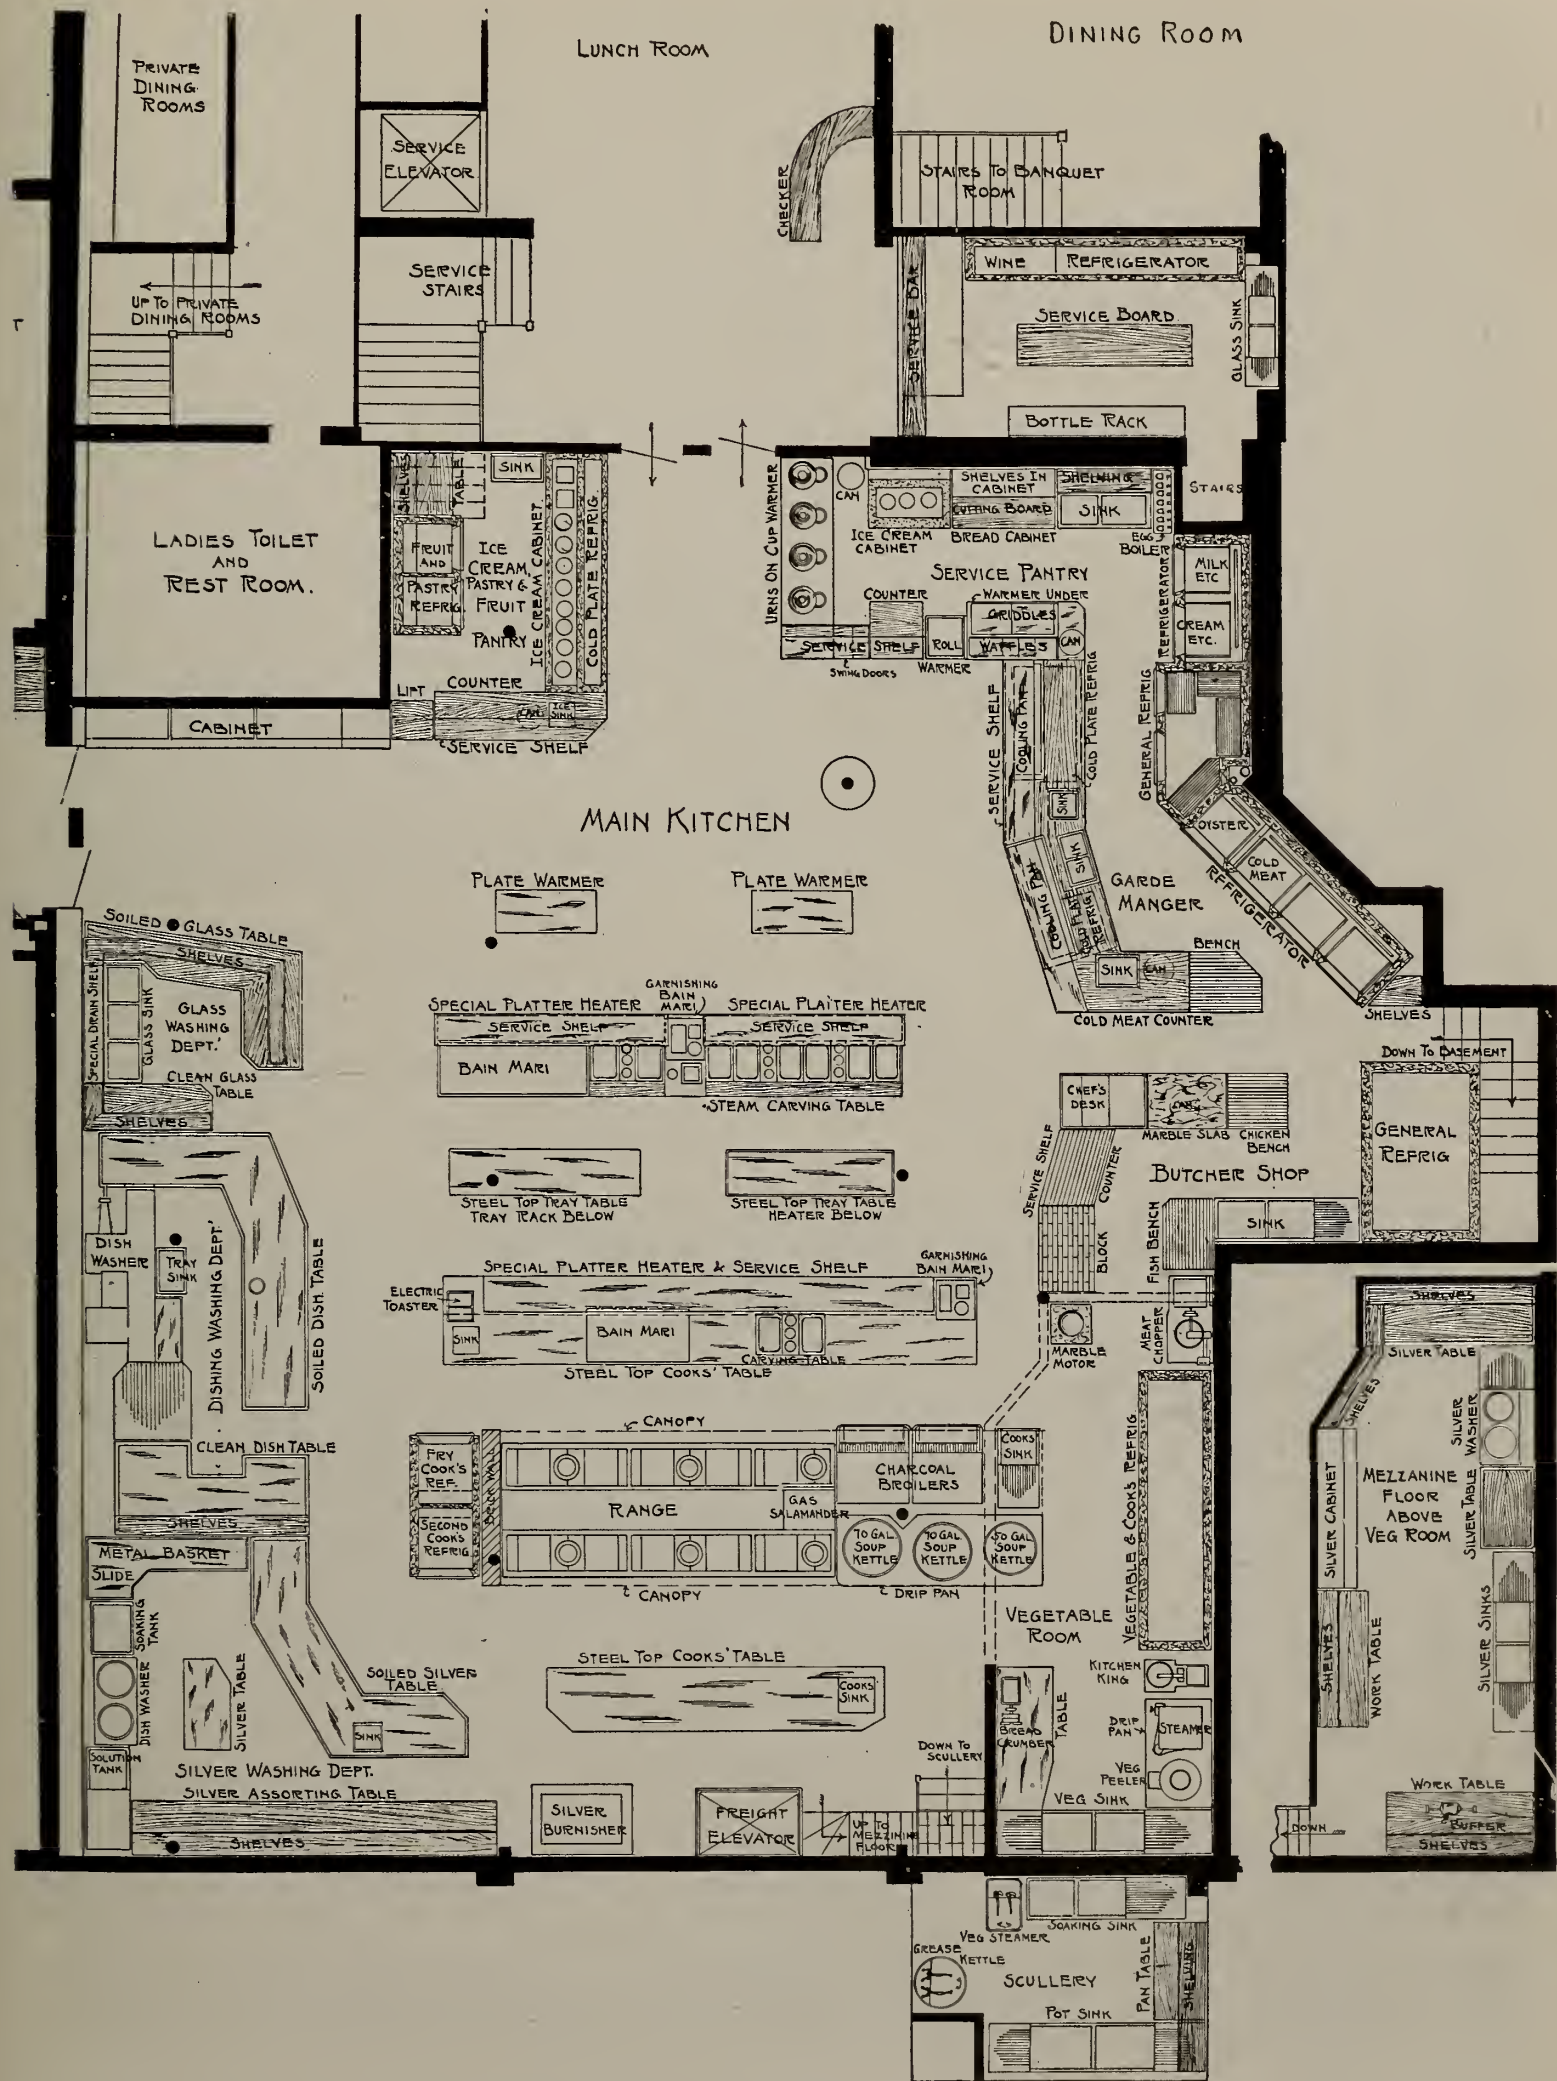 PRIVATE
DINING
ROOMS
LUNCH ROOM
DINING ROOM
SERVICE
ELEVATOR
CHECKER
STAIRS TO BANQUET
ROOM
SERVICE
STAIRS
UP TO PRIVATE
DINING ROOMS
SERVICE BAR
WINE REFRIGERATOR
SERVICE BOARD
GLASS SINK
BOTTLE RACK
STAIRS
LADIES TOILET
AND
REST ROOM.
SHELVES
TABLE
SINK
FRUIT
AND
PASTRY
REFRIG.
ICE
CREAM,
PASTRY &
FRUIT
PANTRY
ICE CREAM CABINET.
COLD PLATE REFRIG.
LIFT
COUNTER
CAN
ICE
SINK
SERVICE SHELF
CABINET
URNS ON CUP WARMER
CAN
ICE CREAM
CABINET
SHELVES IN
CABINET
CUTTING BOARD
BREAD CABINET
SHELVING
SINK
EGG
BOILER
SERVICE PANTRY
COUNTER
WARMER UNDER
GRIDDLES
SERVICE SHELF
SWING DOORS
ROLL
WARMER
WAFFLES
CAN
REFRIGERATOR
MILK
ETC
CREAM
ETC.
SERVICE SHELF
COOLING PAN
COLD PLATE REFRIG
SINK
GENERAL REFRIG
OYSTER
COLD
MEAT
REFRIGERATOR
MAIN KITCHEN
SINK
COOLING PAN
COLD PLATE
REFRIG
GARDE
MANGER
SINK
CAN
BENCH
COLD MEAT COUNTER
SHELVES
PLATE WARMER
PLATE WARMER
SOILED GLASS TABLE
SHELVES
SPECIAL DRAIN SHELF
GLASS SINK
GLASS
WASHING
DEPT.'
CLEAN GLASS
TABLE
SHELVES
SPECIAL PLATTER HEATER
GARNISHING
BAIN
MARI
SPECIAL PLATTER HEATER
SERVICE SHELF
SERVICE SHELF
BAIN MARI
STEAM CARVING TABLE
DOWN TO BASEMENT
CHEF'S
DESK
CAN
MARBLE SLAB
CHICKEN
BENCH
GENERAL
REFRIG
SERVICE SHELF
COUNTER
BUTCHER SHOP
STEEL TOP TRAY TABLE
TRAY RACK BELOW
STEEL TOP TRAY TABLE
HEATER BELOW
BLOCK
FISH BENCH
SINK
DISH
WASHER
TRAY
SINK
DISHING WASHING DEPT.'
SOILED DISH TABLE
SPECIAL PLATTER HEATER & SERVICE SHELF
GARNISHING
BAIN MARI
ELECTRIC
TOASTER
SINK
BAIN MARI
CARVING TABLE
STEEL TOP COOKS' TABLE
MARBLE
MOTOR
MEAT
CHOPPER
SHELVES
SILVER TABLE
SHELVES
SILVER
WASHER
CLEAN DISH TABLE
SHELVES
CANOPY
FRY
COOK'S
REF.
SECOND
COOK'S
REFRIG
BRICK WALL
RANGE
GAS
SALAMANDER
CHARCOAL
BROILERS
COOKS
SINK
70 GAL
SOUP
KETTLE
70 GAL
SOUP
KETTLE
50 GAL
SOUP
KETTLE
CANOPY
DRIP PAN
VEGETABLE & COOKS REFRIG
SILVER CABINET
MEZZANINE
FLOOR
ABOVE
VEG ROOM
SILVER TABLE
METAL BASKET
SLIDE
SOAKING
TANK
DISH WASHER
SILVER TABLE
SOILED SILVER
TABLE
SINK
SOLUTION
TANK
SILVER WASHING DEPT.
SILVER ASSORTING TABLE
SHELVES
STEEL TOP COOKS' TABLE
COOKS
SINK
SILVER
BURNISHER
FREIGHT
ELEVATOR
UP TO
MEZZININE
FLOOR
DOWN TO
SCULLERY
VEGETABLE
ROOM
TABLE
BREAD
CRUMBER
KITCHEN
KING
DRIP
PAN
STEAMER
VEG
PEELER
VEG SINK
SHELVES
WORK TABLE
SILVER SINKS
WORK TABLE
BUFFER
SHELVES
DOWN
VEG STEAMER
SOAKING SINK
GREASE
KETTLE
SCULLERY
PAN TABLE
SHELVING
POT SINK